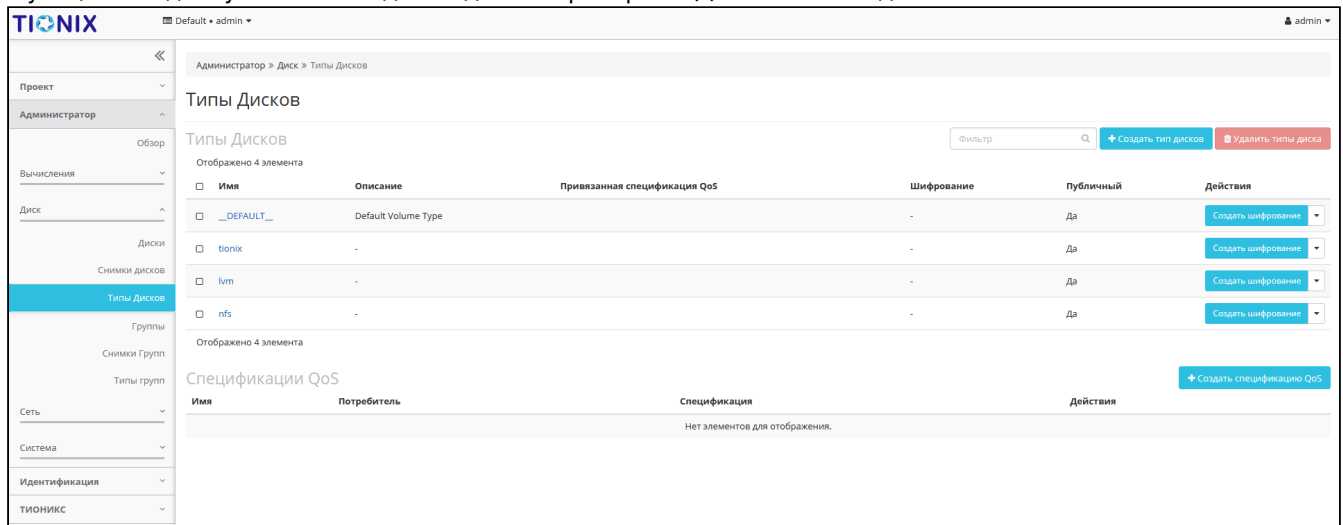 TIONIX
Default • admin
admin
Администратор » Диск » Типы Дисков
Проект
Администратор
Обзор
Вычисления
Диск
Диски
Снимки дисков
Типы Дисков
Группы
Снимки Групп
Типы групп
Сеть
Система
Идентификация
ТИОНИКС
Типы Дисков
Типы Дисков
Фильтр
Создать тип дисков
Удалить типы диска
Отображено 4 элемента
Имя Описание Привязанная спецификация QoS Шифрование Публичный Действия
__DEFAULT__ Default Volume Type - Да Создать шифрование
tionix - - Да Создать шифрование
lvm - - Да Создать шифрование
nfs - - Да Создать шифрование
Отображено 4 элемента
Спецификации QoS
Создать спецификацию QoS
Имя Потребитель Спецификация Действия
Нет элементов для отображения.